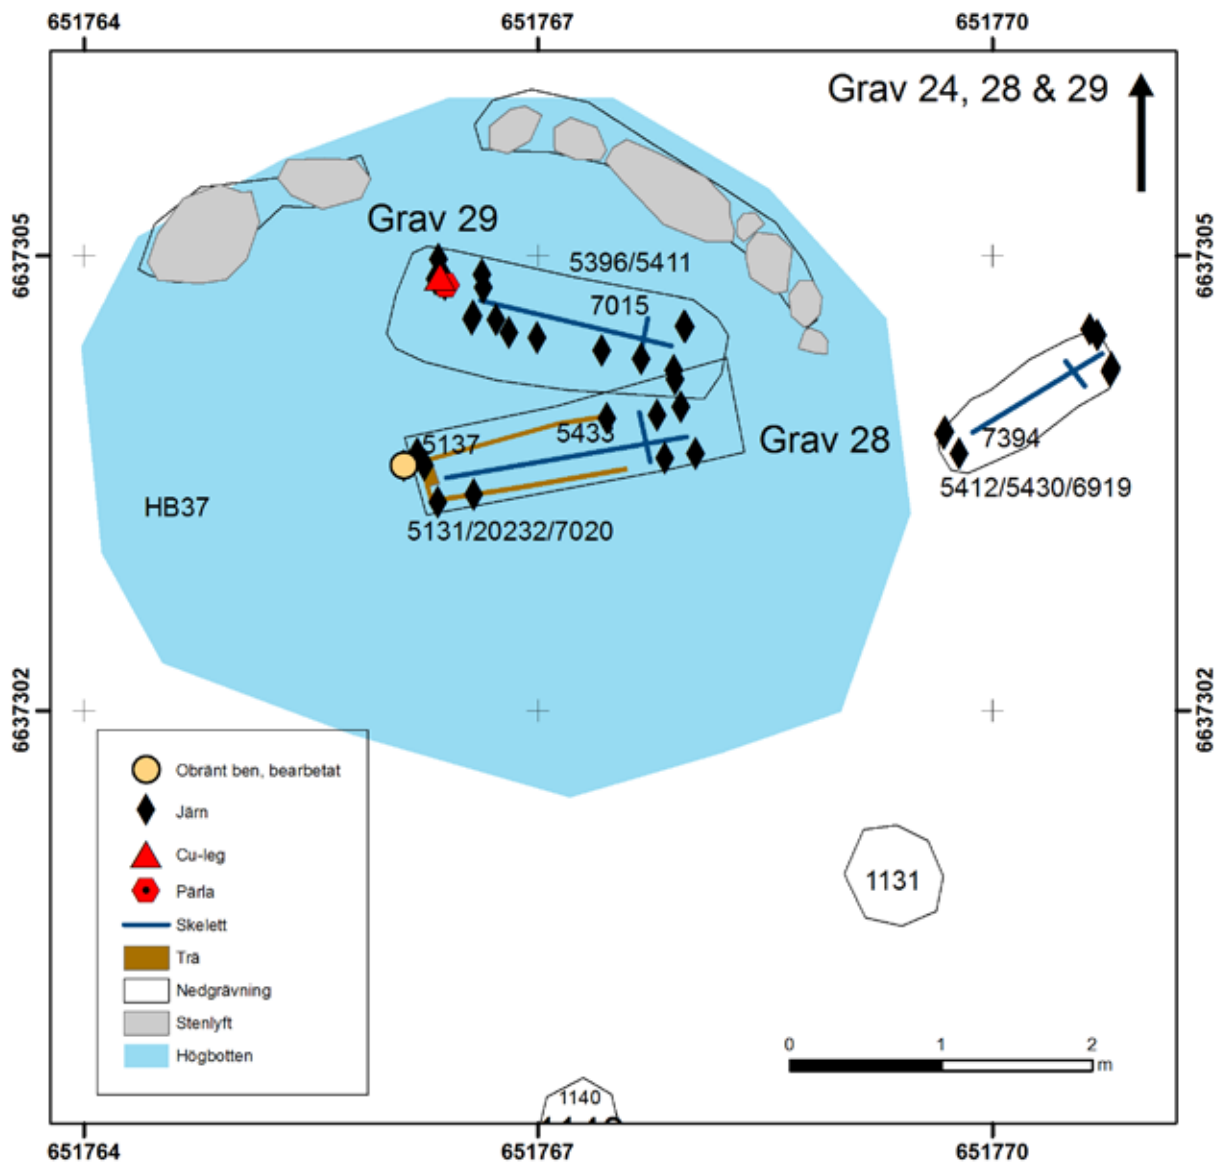 651764
651767
651770
Grav 24, 28 & 29
Grav 29
6637305
6637305
5396/5411
7015
5433
5137
Grav 28
7394
5412/5430/6919
HB37
5131/20232/7020
6637302
6637302
Obränt ben, bearbetat
Järn
Cu-leg
Pärla
Skelett
Trä
Nedgrävning
Stenlyft
Högbotten
1131
0
1
2
m
1140
651764
651767
651770